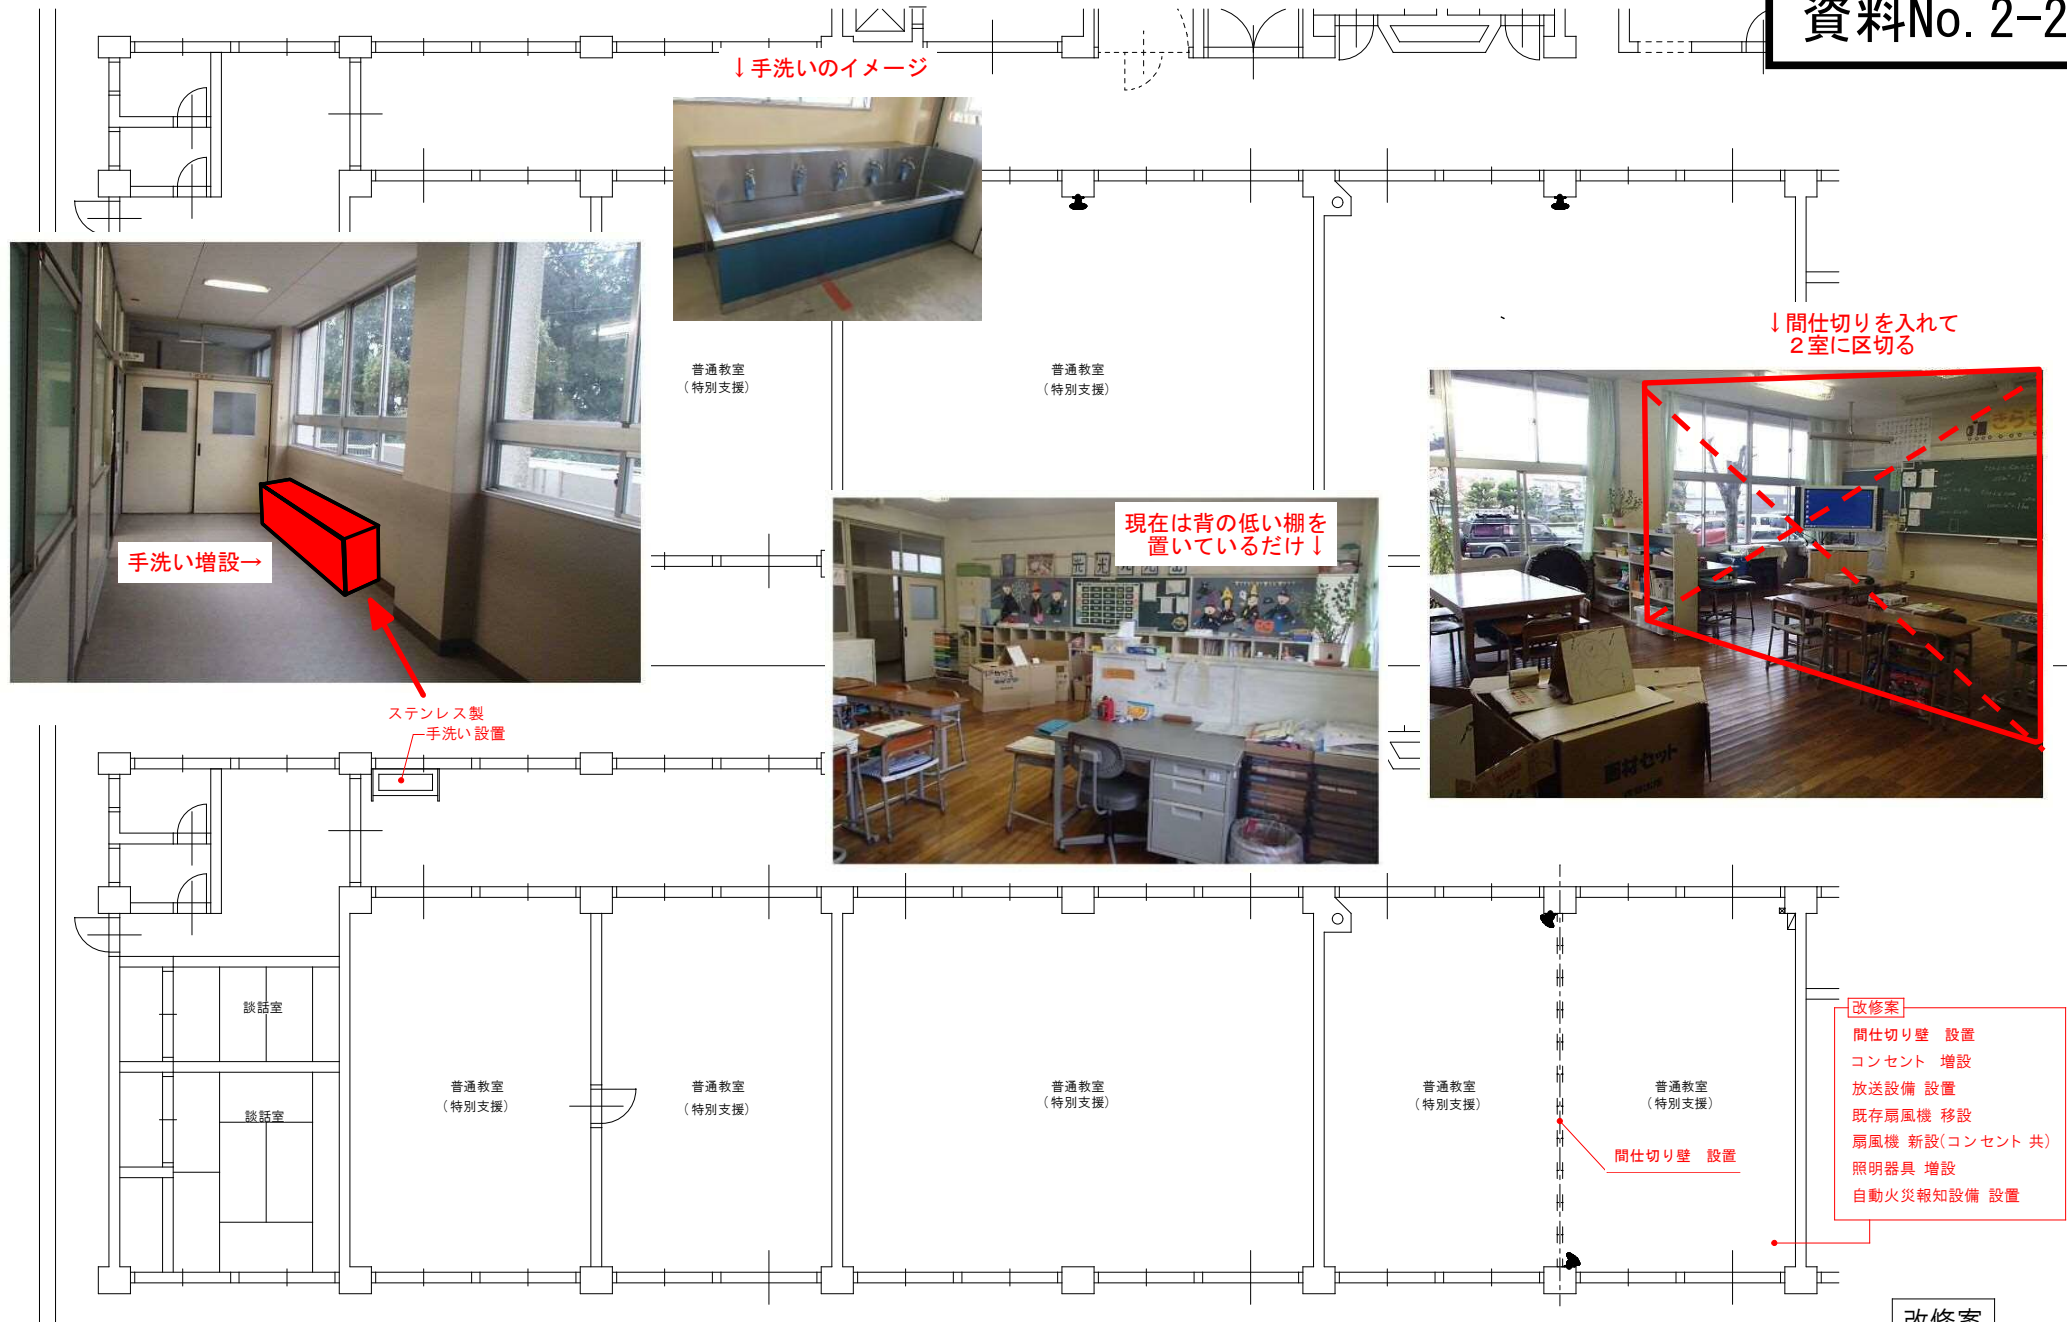 資料No. 2-2
↓手洗いのイメージ
↓間仕切りを入れて
２室に区切る
普通教室
(特別支援)
普通教室
(特別支援)
現在は背の低い棚を
置いているだけ↓
手洗い増設→
画材セット
ステンレス製
手洗い設置
談話室
談話室
普通教室
(特別支援)
普通教室
(特別支援)
普通教室
(特別支援)
普通教室
(特別支援)
普通教室
(特別支援)
間仕切り壁 設置
改修案
間仕切り壁 設置
コンセント 増設
放送設備 設置
既存扇風機 移設
扇風機 新設(コンセント 共)
照明器具 増設
自動火災報知設備 設置
改修案